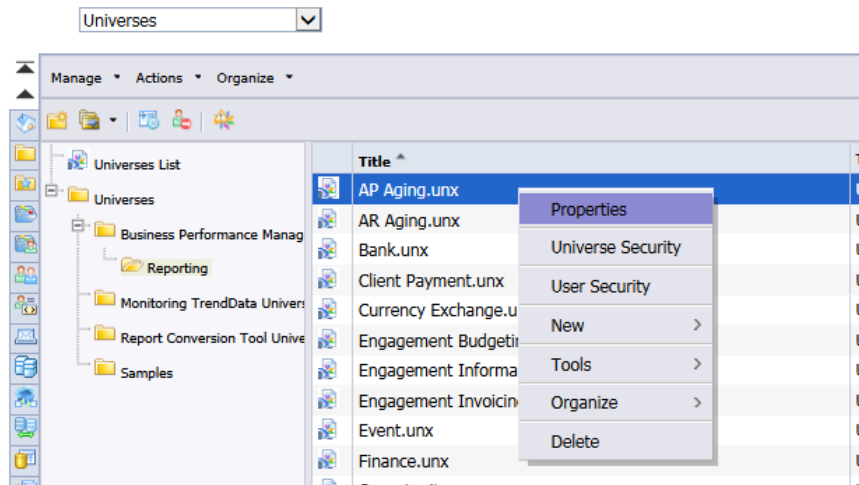 Universes
Manage Actions Organize
Universes List
Universes
Business Performance Manag
Reporting
Monitoring TrendData Univers
Report Conversion Tool Unive
Samples
Title
AP Aging.unx
AR Aging.unx
Bank.unx
Client Payment.unx
Currency Exchange.u
Engagement Budgetin
Engagement Informa
Engagement Invoicin
Event.unx
Finance.unx
Properties
Universe Security
User Security
New
Tools
Organize
Delete